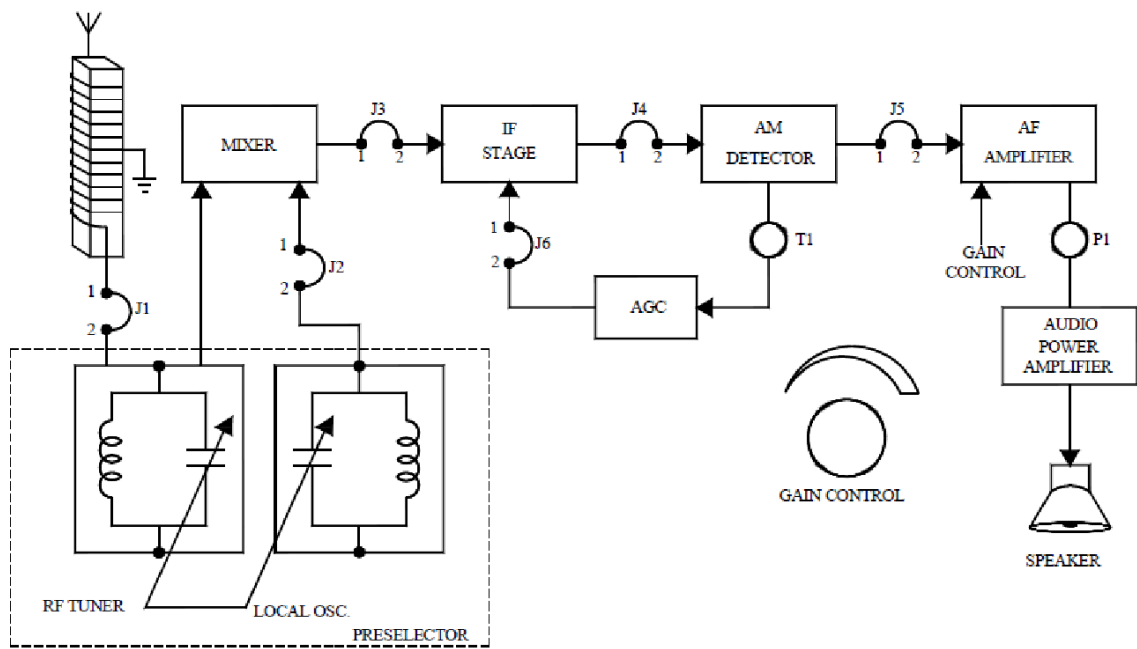 J3
J4
J5
MIXER
1 2
IF
STAGE
1 2
AM
DETECTOR
1 2
AF
AMPLIFIER
1
J2
2
1
J6
2
T1
GAIN
CONTROL
P1
1
J1
2
AGC
AUDIO
POWER
AMPLIFIER
GAIN CONTROL
SPEAKER
RF TUNER
LOCAL OSC.
PRESELECTOR